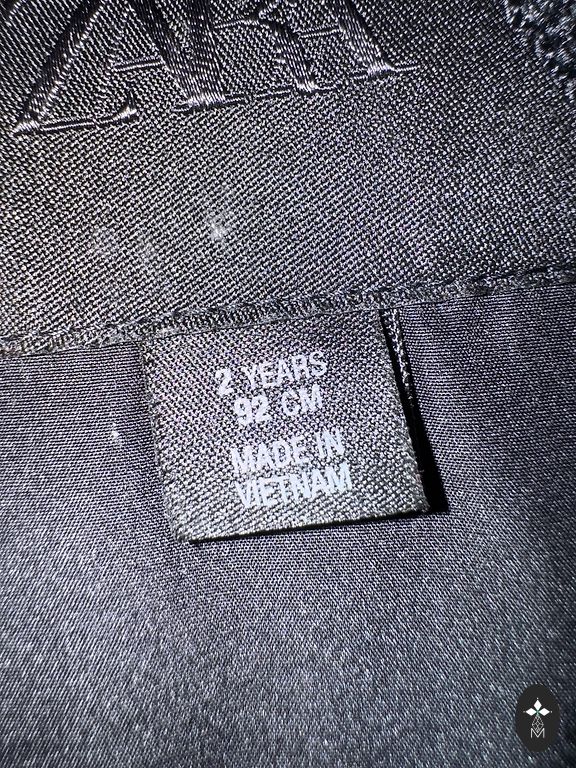 2 YEARS
92 CM
MADE IN
VIETNAM